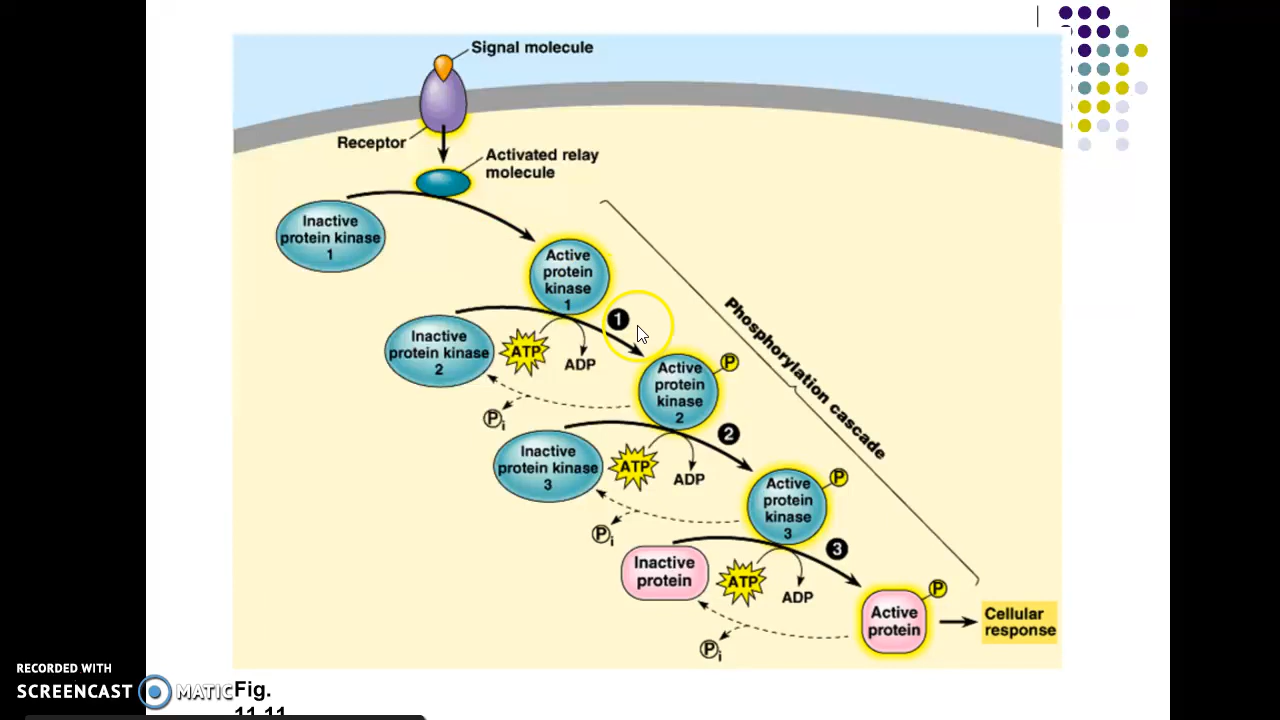 Signal molecule
Receptor
Activated relay
molecule
Inactive
protein kinase
1
Active
protein
kinase
1
1
Inactive
protein kinase
2
ATP
ADP
P
Active
protein
kinase
2
Pi
2
Phosphorylation cascade
Inactive
protein kinase
3
ATP
ADP
P
Active
protein
kinase
3
Pi
3
Inactive
protein
ATP
ADP
P
Active
protein
Cellular
response
Pi
RECORDED WITH
SCREENCAST MATIC
Fig.
11.11